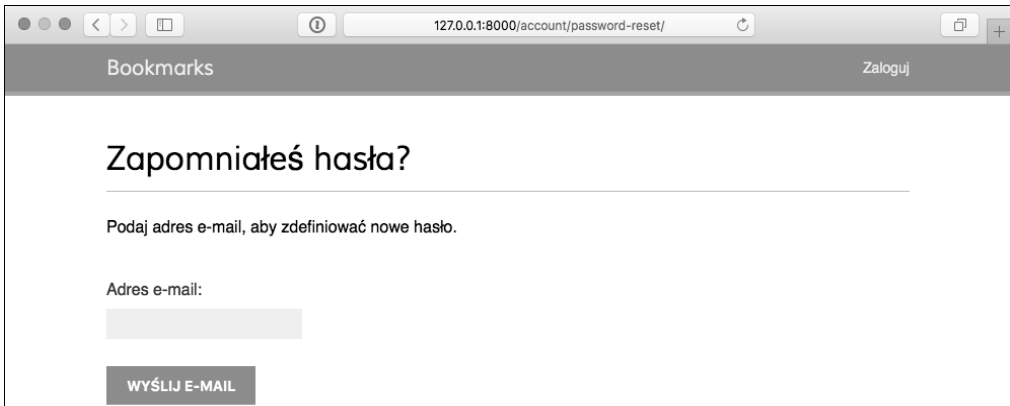 127.0.0.1:8000/account/password-reset/
Bookmarks
Zaloguj
Zapomniałeś hasła?
Podaj adres e-mail, aby zdefiniować nowe hasło.
Adres e-mail:
WYŚLIJ E-MAIL